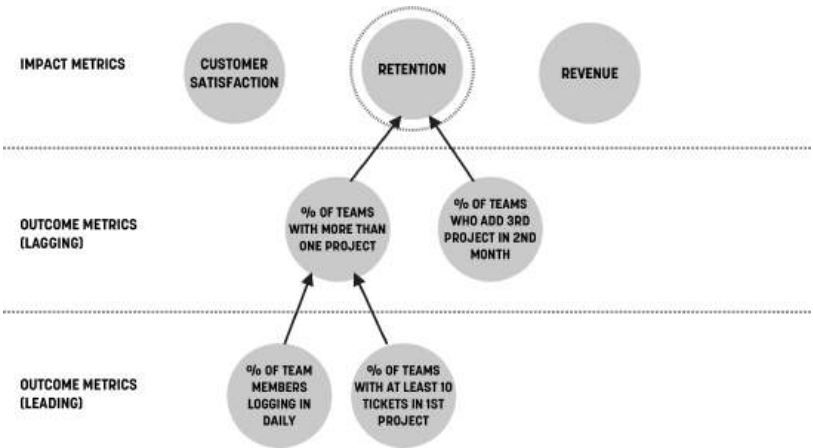 IMPACT METRICS
CUSTOMER
SATISFACTION
RETENTION
REVENUE
OUTCOME METRICS
(LAGGING)
% OF TEAMS
WITH MORE THAN
ONE PROJECT
% OF TEAMS
WHO ADD 3RD
PROJECT IN 2ND
MONTH
OUTCOME METRICS
(LEADING)
% OF TEAM
MEMBERS
LOGGING IN
DAILY
% OF TEAMS
WITH AT LEAST 10
TICKETS IN 1ST
PROJECT